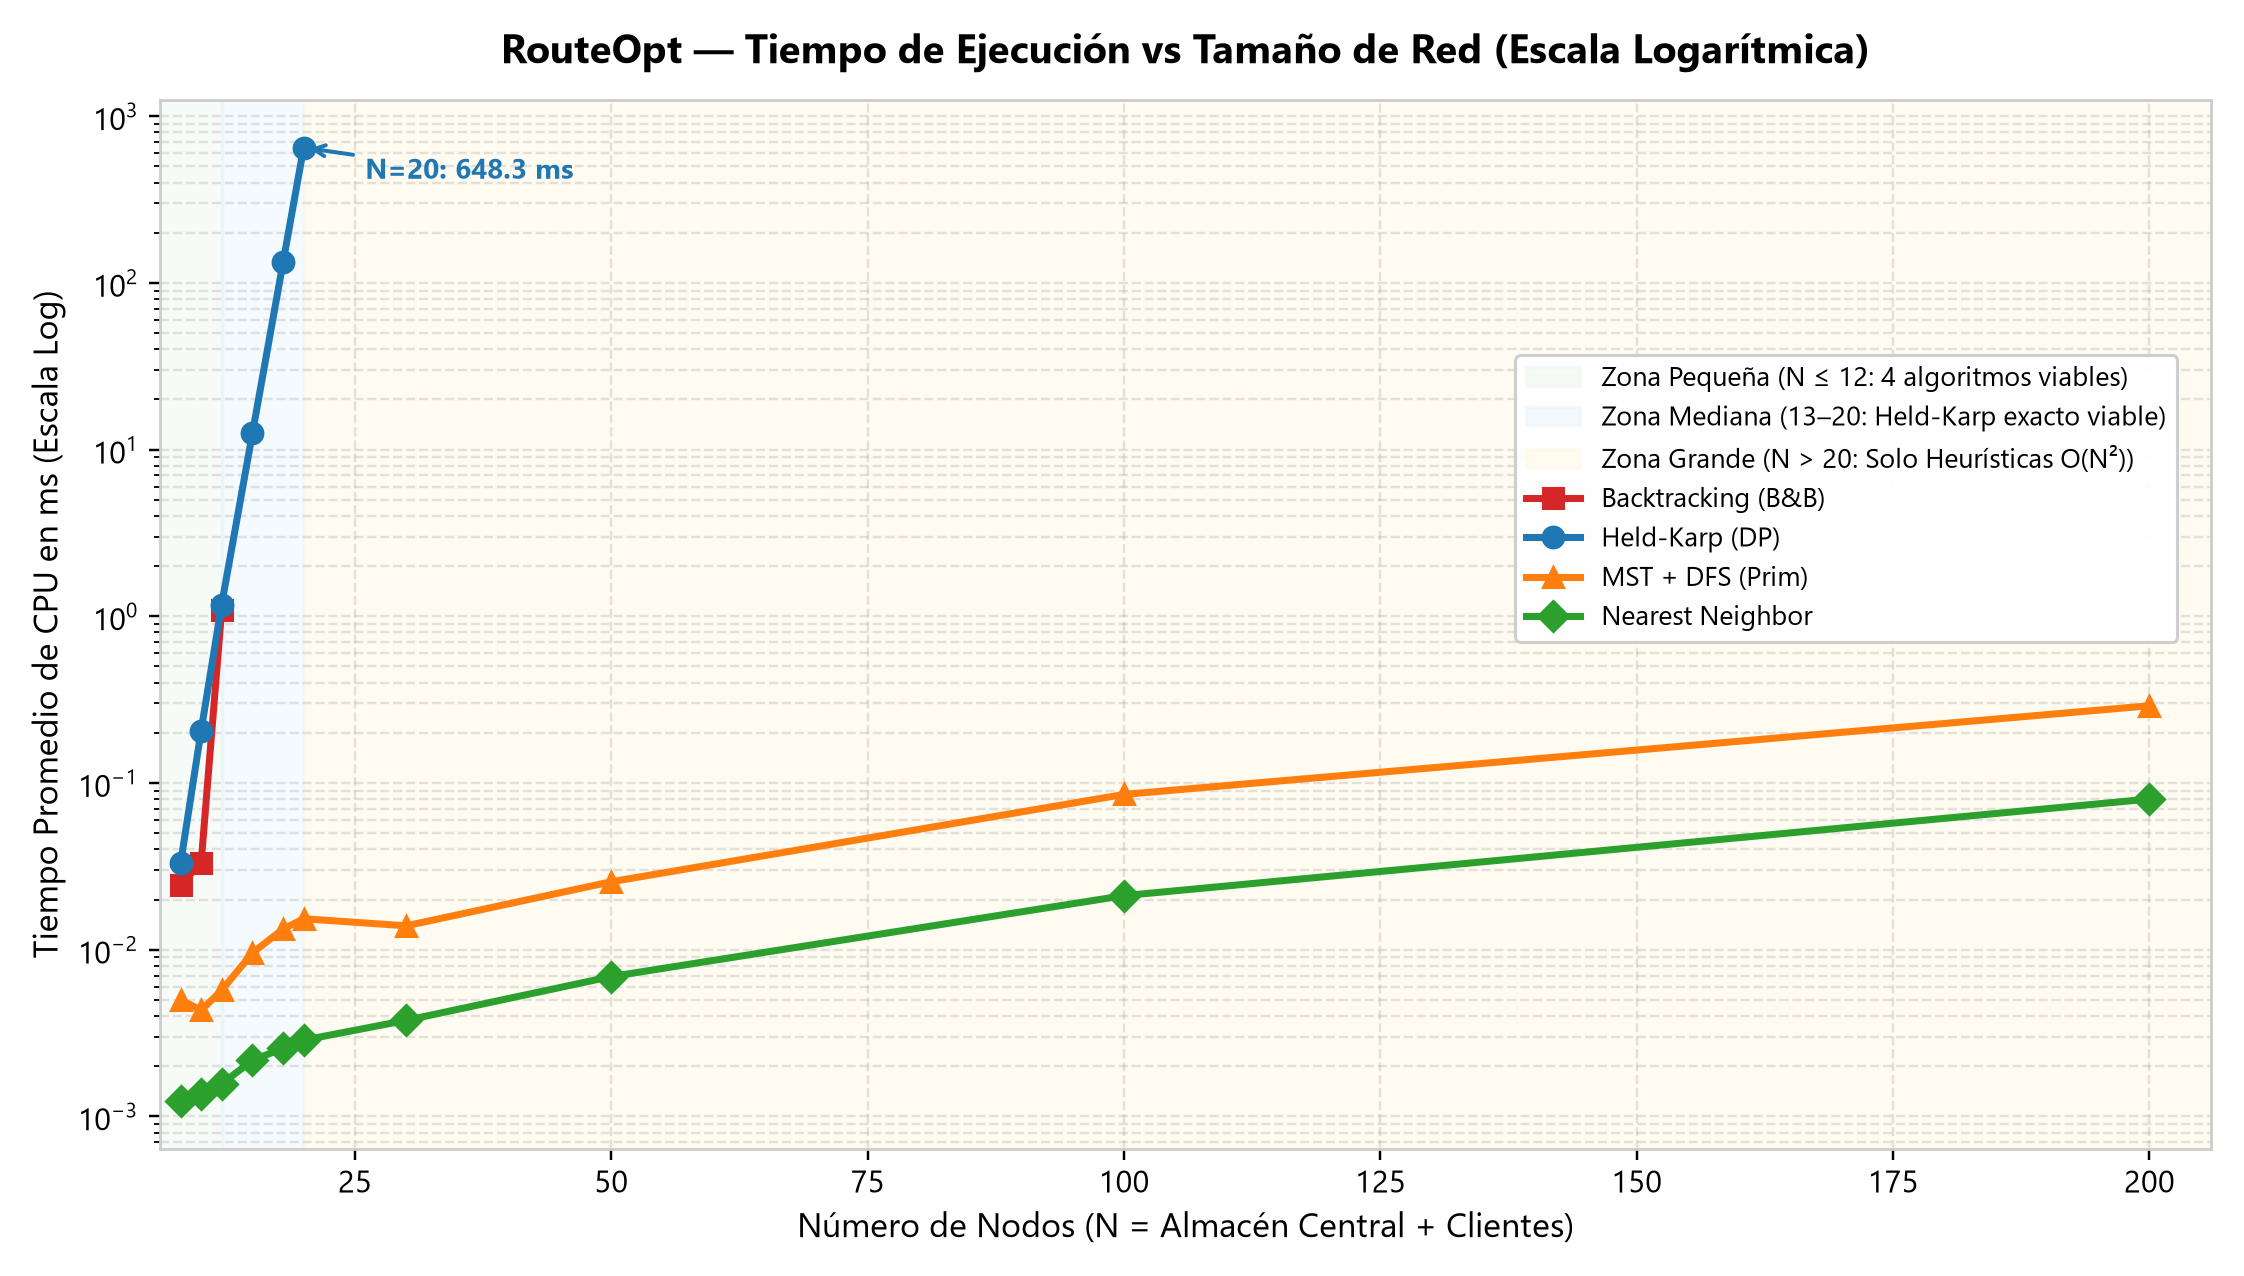 RouteOpt — Tiempo de Ejecución vs Tamaño de Red (Escala Logarítmica)
Tiempo Promedio de CPU en ms (Escala Log)
10³
10²
10¹
10⁰
10⁻¹
10⁻²
10⁻³
N=20: 648.3 ms
Zona Pequeña (N ≤ 12: 4 algoritmos viables)
Zona Mediana (13–20: Held-Karp exacto viable)
Zona Grande (N > 20: Solo Heurísticas O(N²))
Backtracking (B&B)
Held-Karp (DP)
MST + DFS (Prim)
Nearest Neighbor
25 50 75 100 125 150 175 200
Número de Nodos (N = Almacén Central + Clientes)